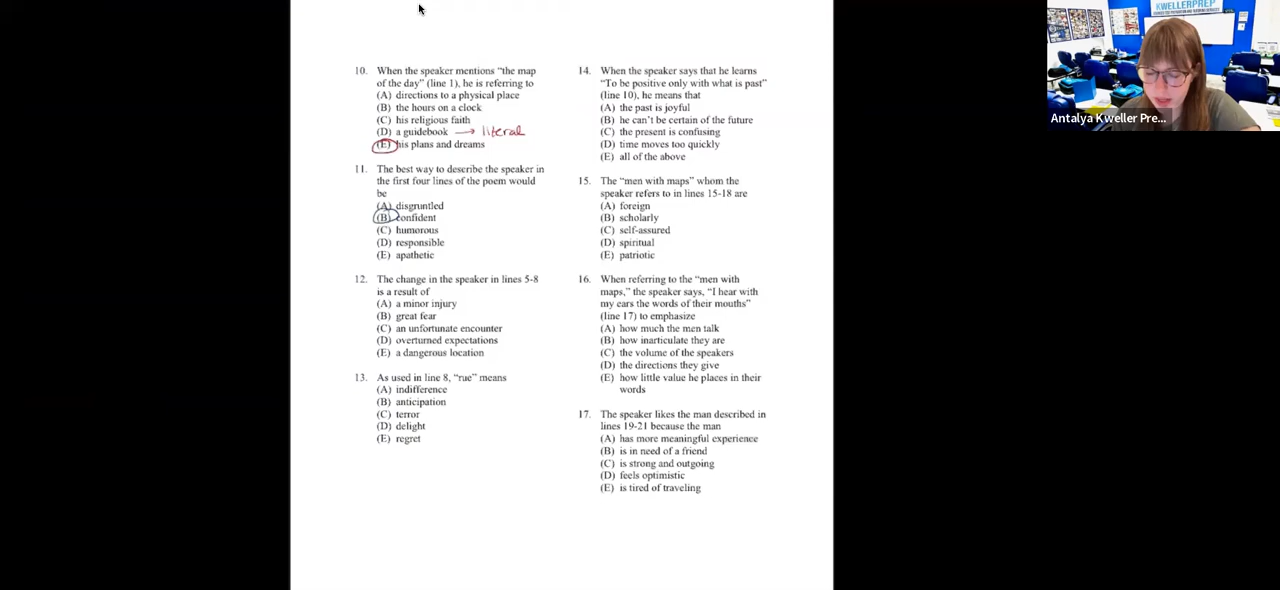 10. When the speaker mentions "the map
of the day" (line 1), he is referring to
(A) directions to a physical place
(B) the hours on a clock
(C) his religious faith
(D) a guidebook → literal
(E) his plans and dreams
11. The best way to describe the speaker in
the first four lines of the poem would
be
(A) disgruntled
(B) confident
(C) humorous
(D) responsible
(E) apathetic
12. The change in the speaker in lines 5-8
is a result of
(A) a minor injury
(B) great fear
(C) an unfortunate encounter
(D) overturned expectations
(E) a dangerous location
13. As used in line 8, "rue" means
(A) indifference
(B) anticipation
(C) terror
(D) delight
(E) regret
14. When the speaker says that he learns
"To be positive only with what is past"
(line 10), he means that
(A) the past is joyful
(B) he can't be certain of the future
(C) the present is confusing
(D) time moves too quickly
(E) all of the above
15. The "men with maps" whom the
speaker refers to in lines 15-18 are
(A) foreign
(B) scholarly
(C) self-assured
(D) spiritual
(E) patriotic
16. When referring to the "men with
maps," the speaker says, "I hear with
my ears the words of their mouths"
(line 17) to emphasize
(A) how much the men talk
(B) how inarticulate they are
(C) the volume of the speakers
(D) the directions they give
(E) how little value he places in their
words
17. The speaker likes the man described in
lines 19-21 because the man
(A) has more meaningful experience
(B) is in need of a friend
(C) is strong and outgoing
(D) feels optimistic
(E) is tired of traveling
KWELLERPREP
Antalya Kweller Pre...